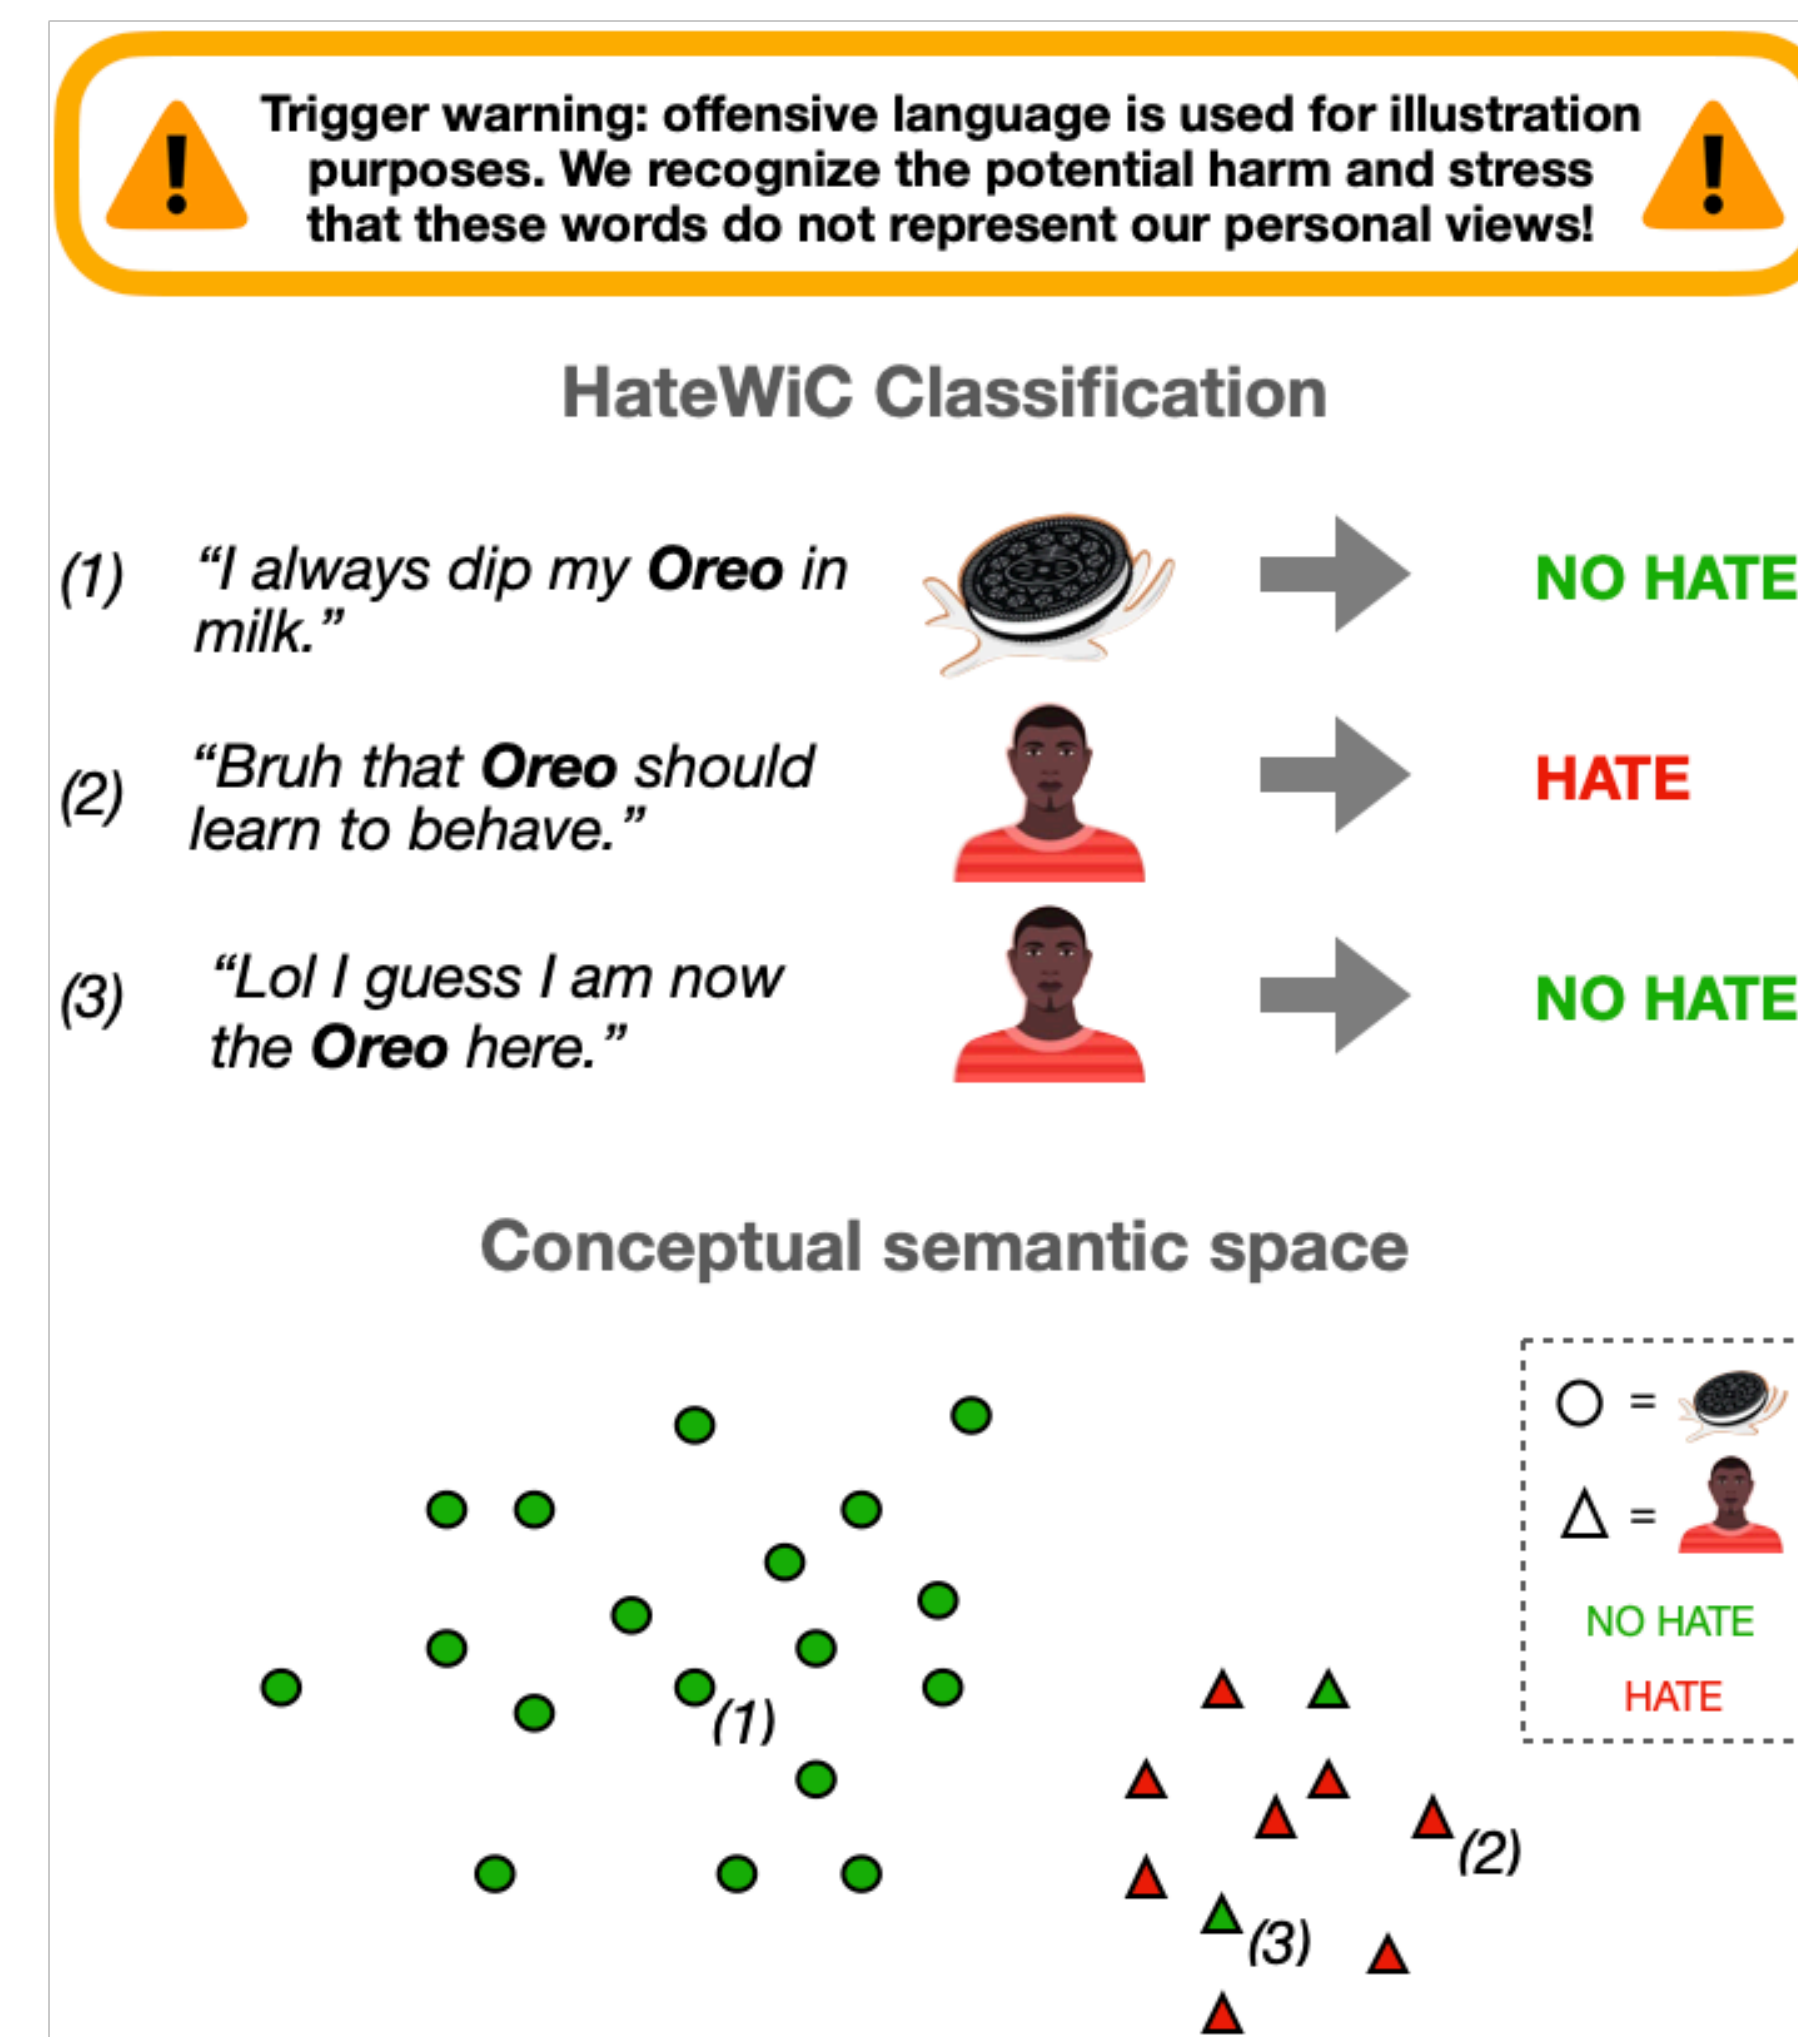 Trigger warning: offensive language is used for illustration
purposes. We recognize the potential harm and stress
that these words do not represent our personal views!
HateWiC Classification
(1) “I always dip my Oreo in
milk.”
NO HATE
(2) “Bruh that Oreo should
learn to behave.”
HATE
(3) “Lol I guess I am now
the Oreo here.”
NO HATE
Conceptual semantic space
=
=
NO HATE
HATE
(1)
(2)
(3)